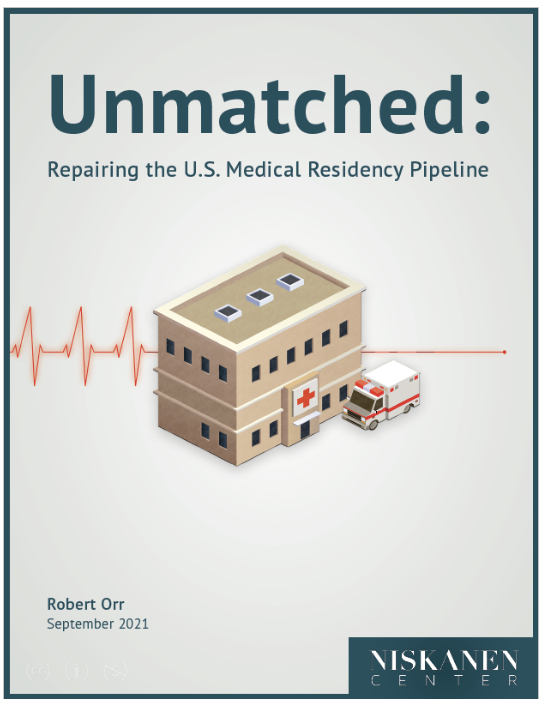 Unmatched:
Repairing the U.S. Medical Residency Pipeline
Robert Orr
September 2021
NISKANEN
CENTER